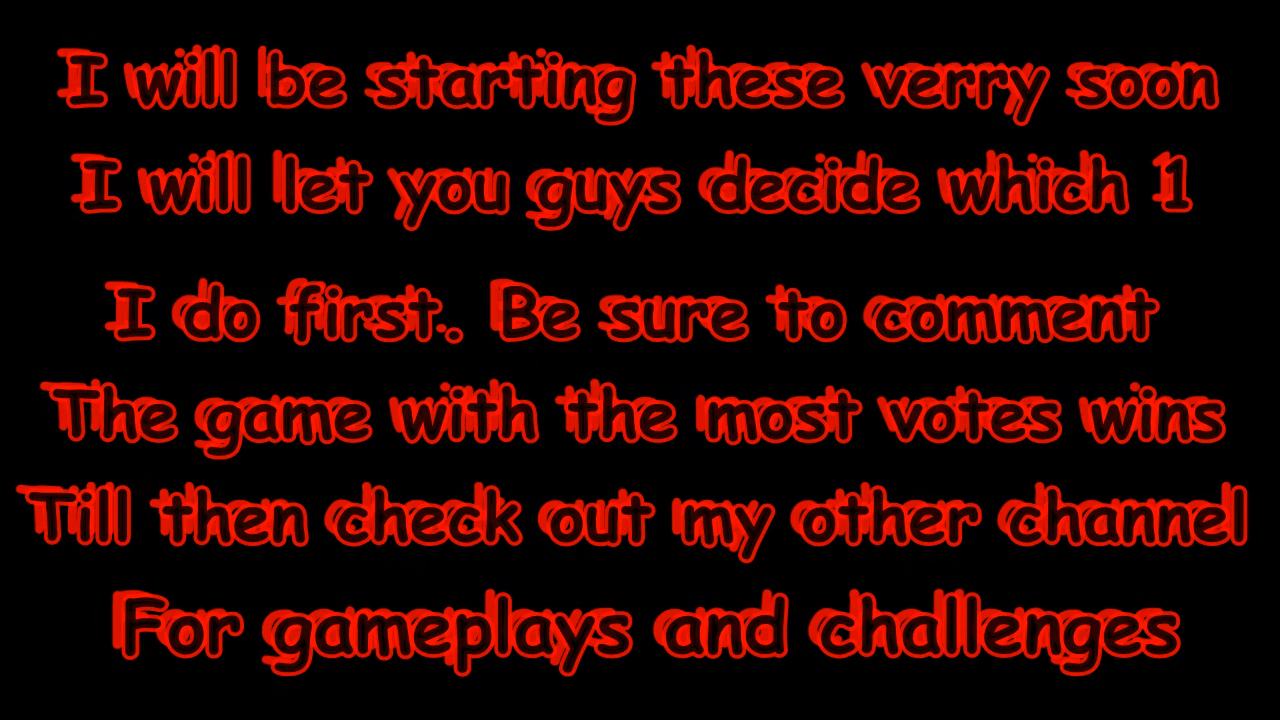 I will be starting these verry soon
I will let you guys decide which 1
I do first. Be sure to comment
The game with the most votes wins
Till then check out my other channel
For gameplays and challenges